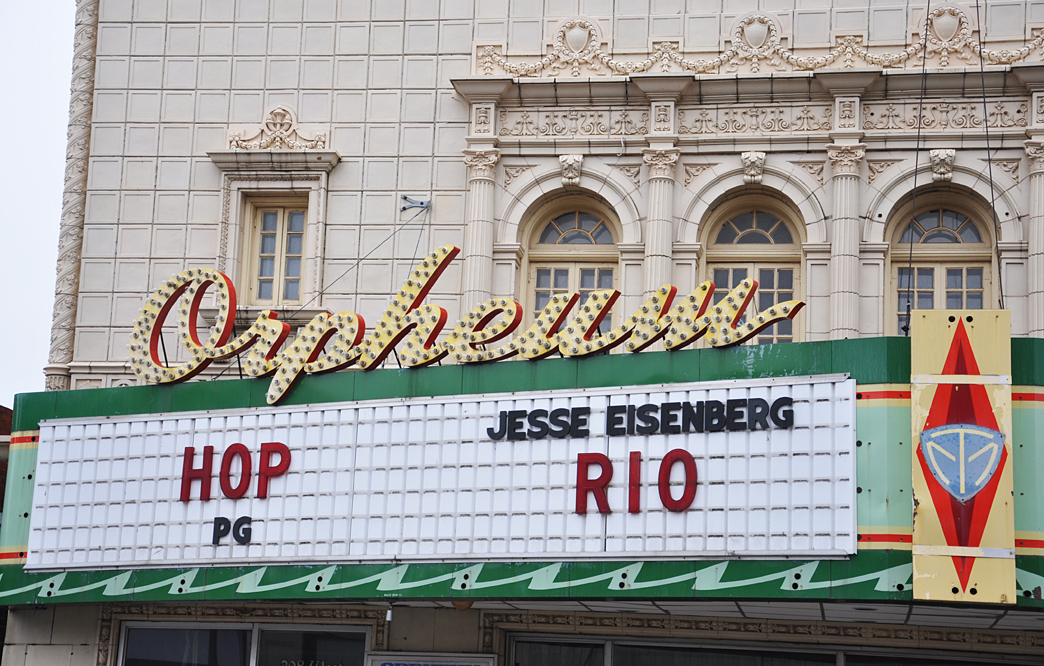 Orpheum
HOP
PG
JESSE EISENBERG
RIO